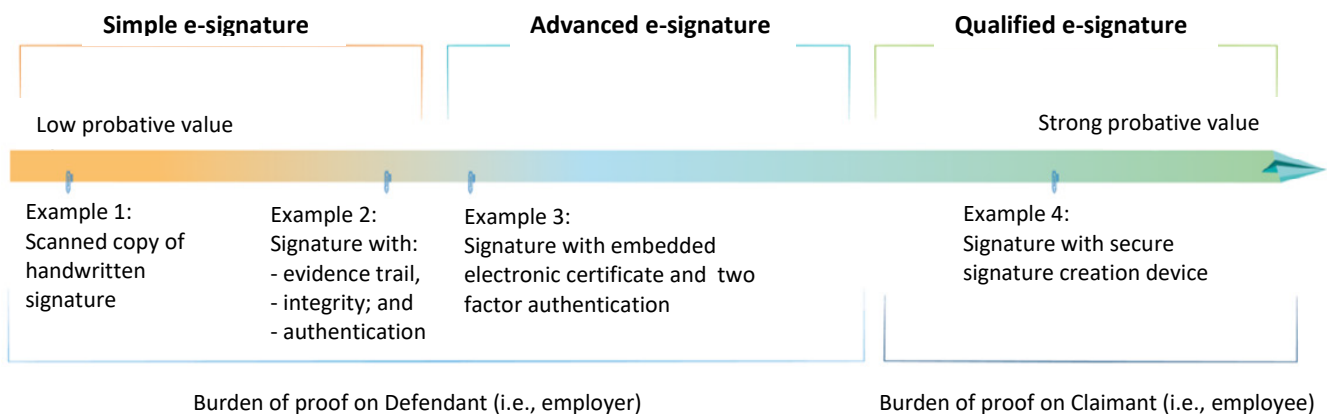 Simple e-signature
Advanced e-signature
Qualified e-signature
Low probative value
Strong probative value
Example 1:
Scanned copy of
handwritten
signature
Example 2:
Signature with:
- evidence trail,
- integrity; and
- authentication
Example 3:
Signature with embedded
electronic certificate and two
factor authentication
Example 4:
Signature with secure
signature creation device
Burden of proof on Defendant (i.e., employer)
Burden of proof on Claimant (i.e., employee)